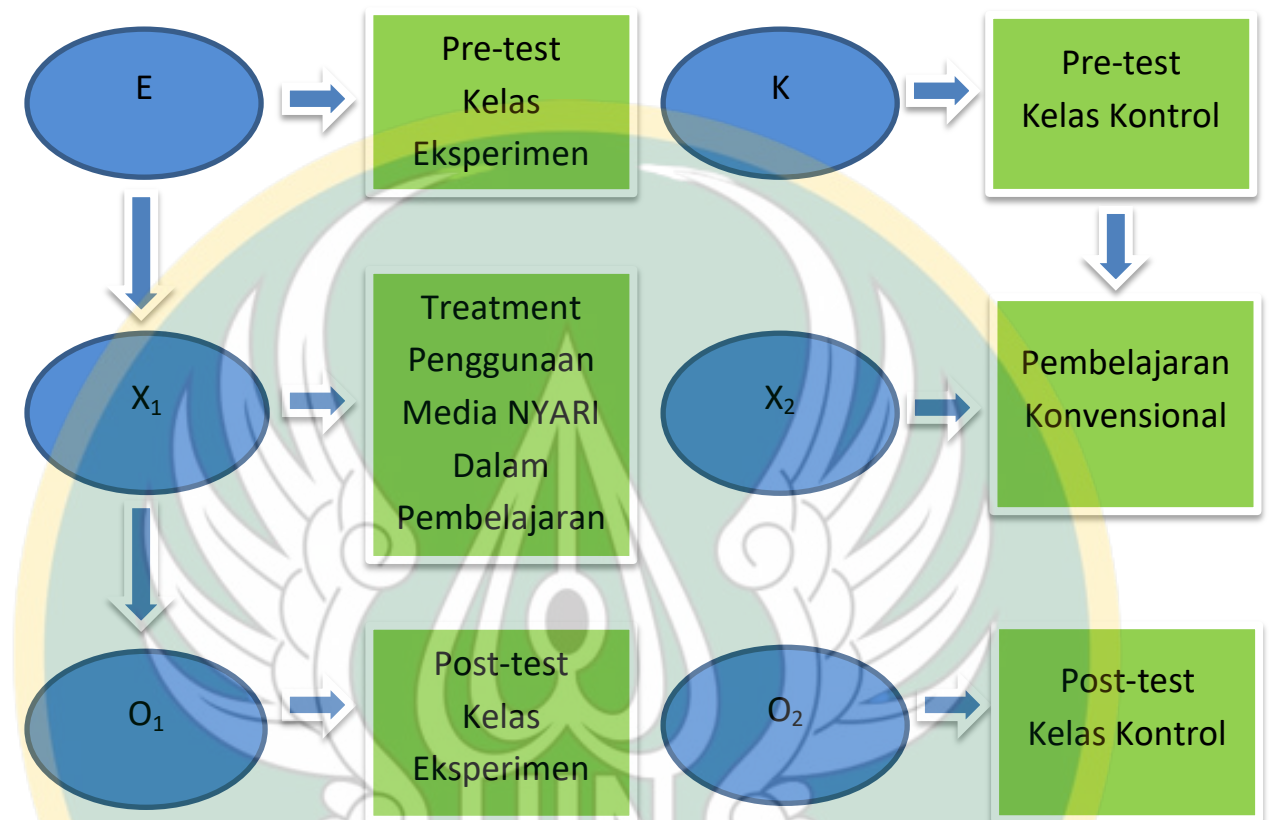 E
Pre-test
Kelas
Eksperimen
K
Pre-test
Kelas Kontrol
X₁
Treatment
Penggunaan
Media NYARI
Dalam
Pembelajaran
X₂
Pembelajaran
Konvensional
O₁
Post-test
Kelas
Eksperimen
O₂
Post-test
Kelas Kontrol